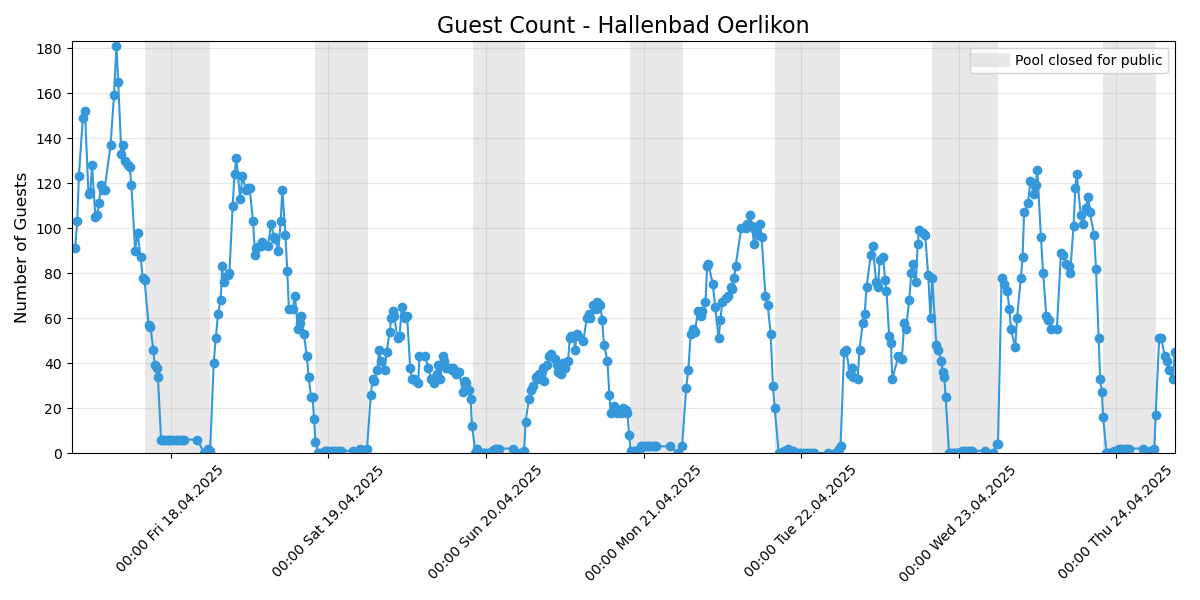 Guest Count - Hallenbad Oerlikon
Pool closed for public
Number of Guests
180
160
140
120
100
80
60
40
20
0
00:00 Fri 18.04.2025
00:00 Sat 19.04.2025
00:00 Sun 20.04.2025
00:00 Mon 21.04.2025
00:00 Tue 22.04.2025
00:00 Wed 23.04.2025
00:00 Thu 24.04.2025